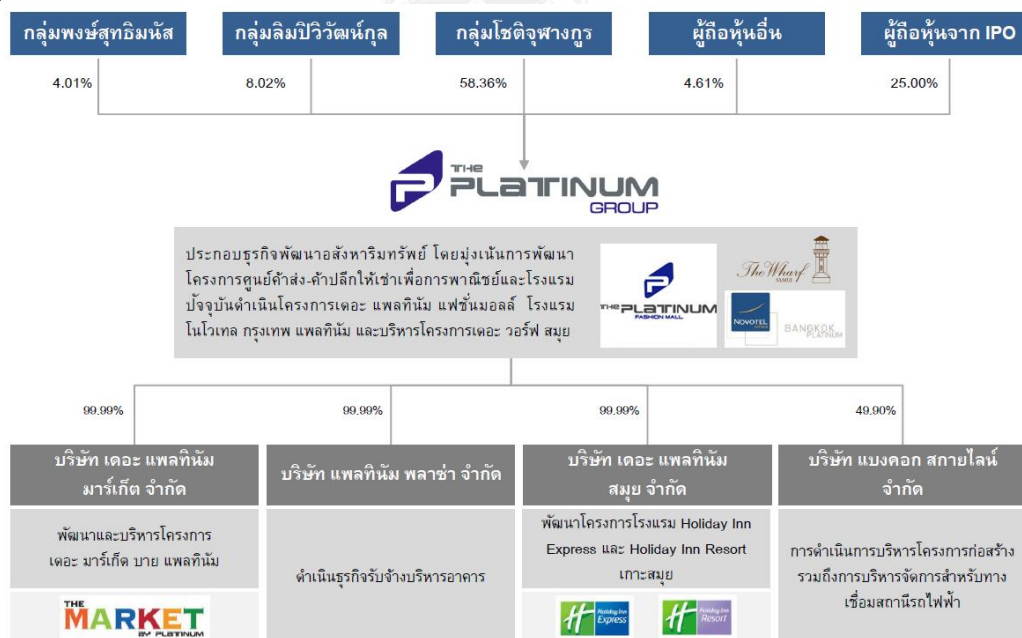 กลุ่มพงษ์สุทธิมนัส
กลุ่มลิมปิวิวัฒน์กุล
กลุ่มโชติจุฬางกูร
ผู้ถือหุ้นอื่น
ผู้ถือหุ้นจาก IPO
4.01%
8.02%
58.36%
4.61%
25.00%
THE
PLATINUM
GROUP
ประกอบธุรกิจพัฒนาอสังหาริมทรัพย์ โดยมุ่งเน้นการพัฒนา
โครงการศูนย์ค้าส่ง-ค้าปลีกให้เช่าเพื่อการพาณิชย์และโรงแรม
ปัจจุบันดำเนินโครงการเดอะ แพลทินัม แฟชั่นมอลล์ โรงแรม
โนโวเทล กรุงเทพ แพลทินัม และบริหารโครงการเดอะ วอร์ฟ สมุย
THE PLATINUM
FASHION MALL
The Wharf
SAMUI
NOVOTEL
BANGKOK
PLATINUM
99.99%
99.99%
99.99%
49.90%
บริษัท เดอะ แพลทินัม
มาร์เก็ต จำกัด
บริษัท แพลทินัม พลาซ่า จำกัด
บริษัท เดอะ แพลทินัม
สมุย จำกัด
บริษัท แบงคอก สกายไลน์
จำกัด
พัฒนาและบริหารโครงการ
เดอะ มาร์เก็ต บาย แพลทินัม
THE
MARKET
BY PLATINUM
ดำเนินธุรกิจรับจ้างบริหารอาคาร
พัฒนาโครงการโรงแรม Holiday Inn
Express และ Holiday Inn Resort
เกาะสมุย
Holiday Inn
Express
Holiday Inn
Resort
การดำเนินการบริหารโครงการก่อสร้าง
รวมถึงการบริหารจัดการสำหรับทาง
เชื่อมสถานีรถไฟฟ้า